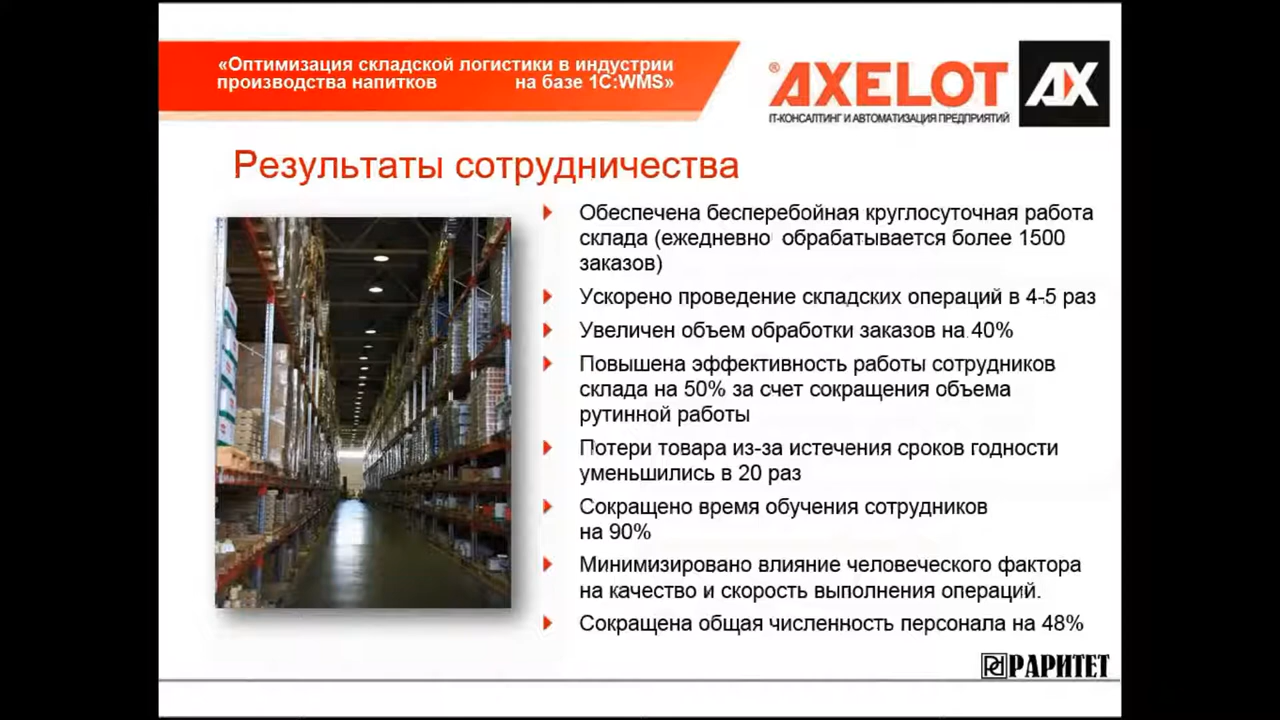 «Оптимизация складской логистики в индустрии
производства напитков на базе 1С:WMS»
®AXELOT AX
IT-КОНСАЛТИНГ И АВТОМАТИЗАЦИЯ ПРЕДПРИЯТИЙ
Результаты сотрудничества
Обеспечена бесперебойная круглосуточная работа
склада (ежедневно обрабатывается более 1500
заказов)
Ускорено проведение складских операций в 4-5 раз
Увеличен объем обработки заказов на 40%
Повышена эффективность работы сотрудников
склада на 50% за счет сокращения объема
рутинной работы
Потери товара из-за истечения сроков годности
уменьшились в 20 раз
Сокращено время обучения сотрудников
на 90%
Минимизировано влияние человеческого фактора
на качество и скорость выполнения операций.
Сокращена общая численность персонала на 48%
РАРИТЕТ